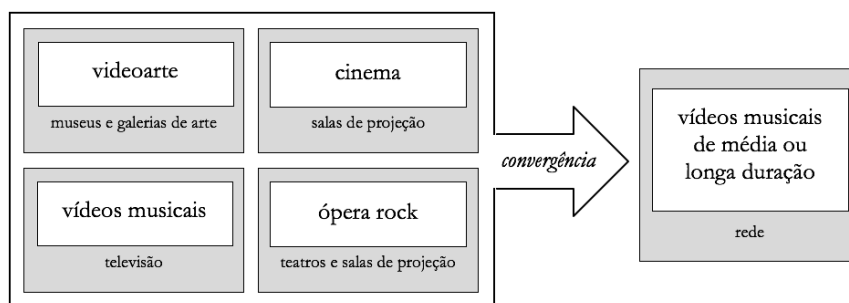 videoarte
museus e galerias de arte
cinema
salas de projeção
vídeos musicais
televisão
ópera rock
teatros e salas de projeção
convergência
vídeos musicais
de média ou
longa duração
rede